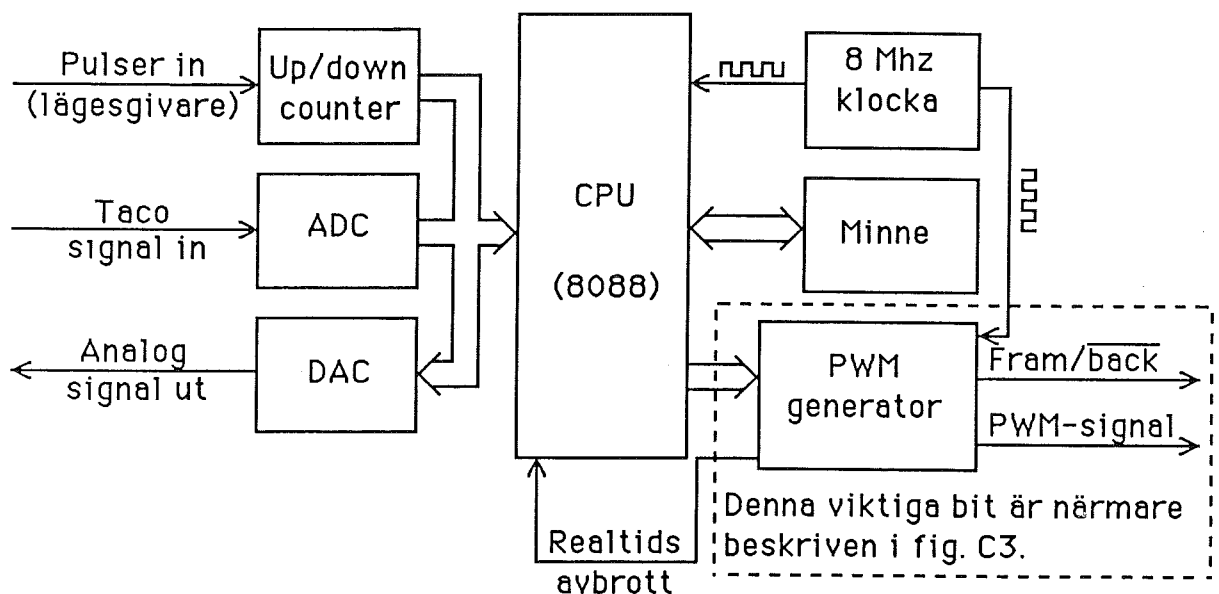 Pulser in
(lägesgivare)
Up/down
counter
Taco
signal in
ADC
Analog
signal ut
DAC
CPU
(8088)
8 Mhz
klocka
Minne
PWM
generator
Fram/back
PWM-signal
Denna viktiga bit är närmare
beskriven i fig. C3.
Realtids
avbrott